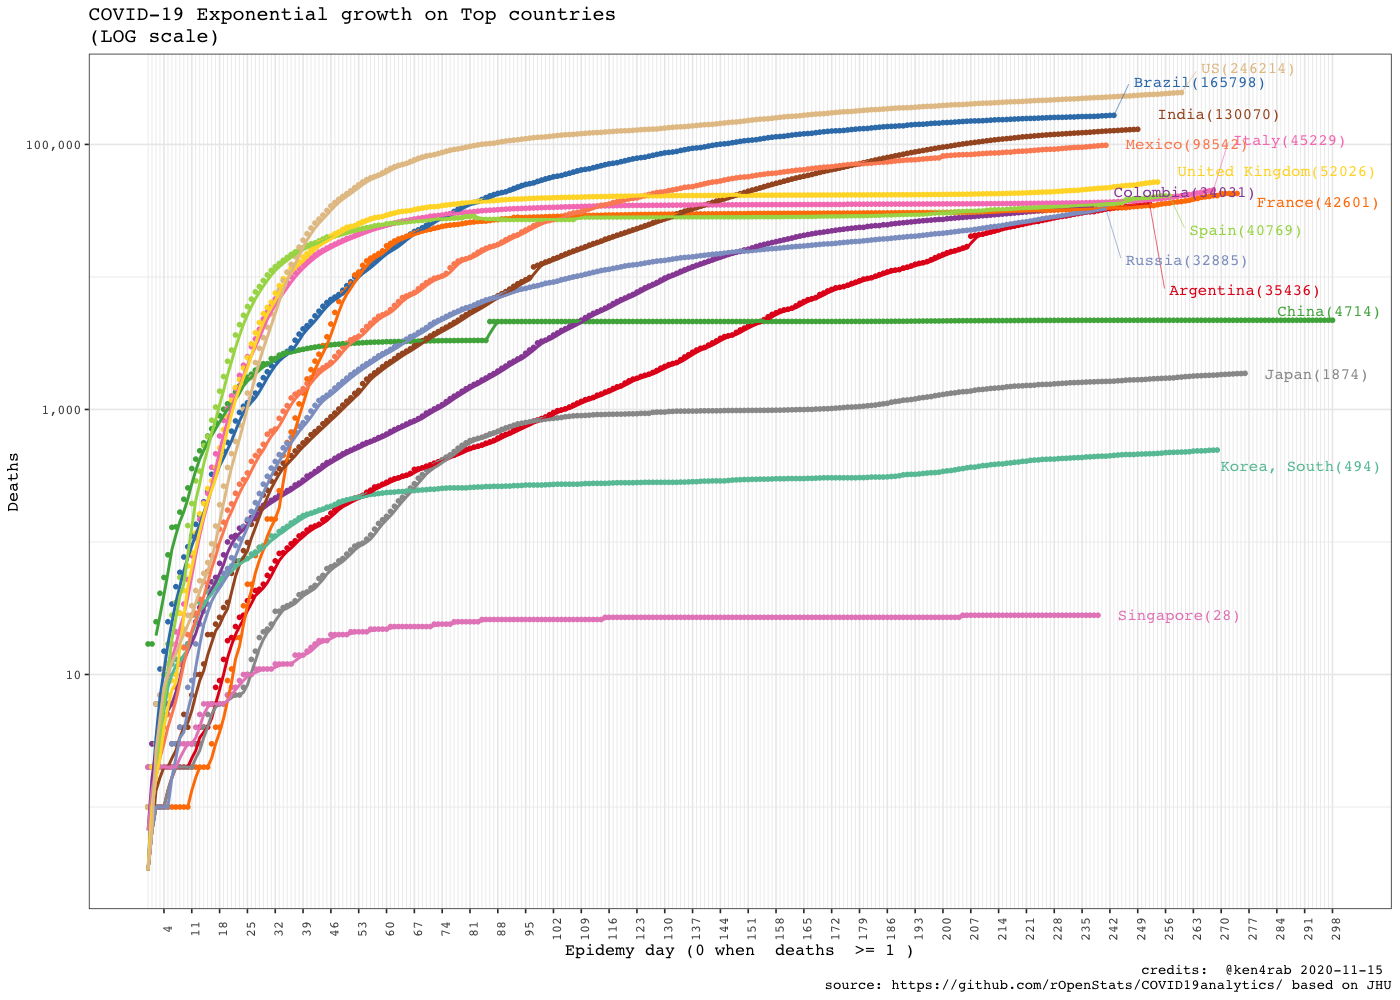 COVID-19 Exponential growth on Top countries
(LOG scale)
US(246214)
Brazil(165798)
India(130070)
Mexico(98542)
Italy(45229)
United Kingdom(52026)
Colombia(34031)
France(42601)
Spain(40769)
Russia(32885)
Argentina(35436)
China(4714)
Japan(1874)
Korea, South(494)
Singapore(28)
100,000
1,000
10
Deaths
4 11 18 25 32 39 46 53 60 67 74 81 88 95 102 109 116 123 130 137 144 151 158 165 172 179 186 193 200 207 214 221 228 235 242 249 256 263 270 277 284 291 298
Epidemy day (0 when  deaths  >= 1 )
credits:  @ken4rab 2020-11-15
source: https://github.com/rOpenStats/COVID19analytics/ based on JHU